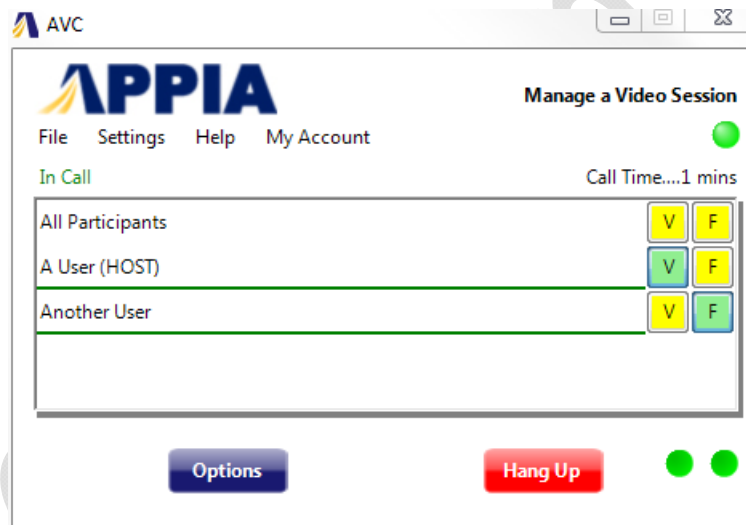 AVC
APPIA
Manage a Video Session
File Settings Help My Account
In Call
Call Time....1 mins
All Participants V F
A User (HOST) V F
Another User V F
Options
Hang Up